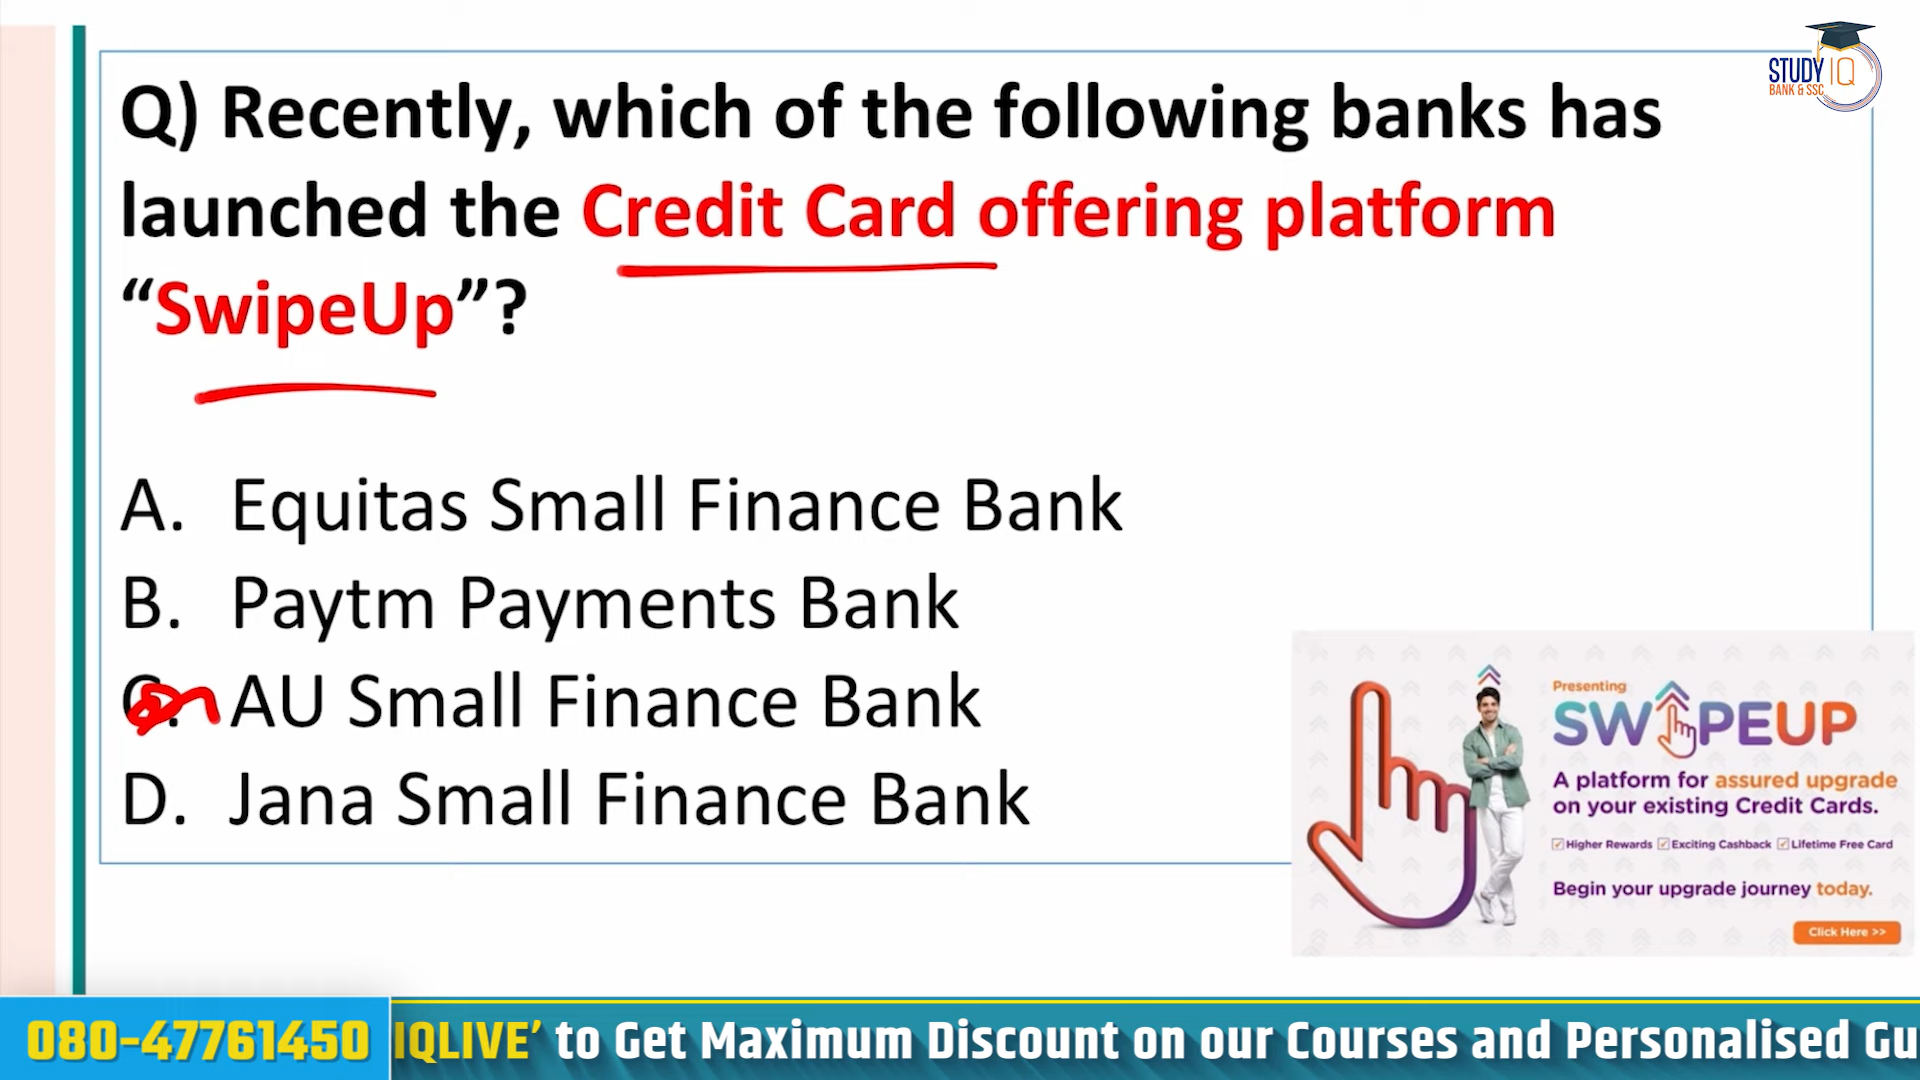 STUDY IQ
BANK & SSC
Q) Recently, which of the following banks has
launched the Credit Card offering platform
“SwipeUp”?
A. Equitas Small Finance Bank
B. Paytm Payments Bank
C. AU Small Finance Bank
D. Jana Small Finance Bank
Presenting
SWIPEUP
A platform for assured upgrade
on your existing Credit Cards.
Higher Rewards Exciting Cashback Lifetime Free Card
Begin your upgrade journey today.
Click Here >>
080-47761450 IQLIVE’ to Get Maximum Discount on our Courses and Personalised Gu